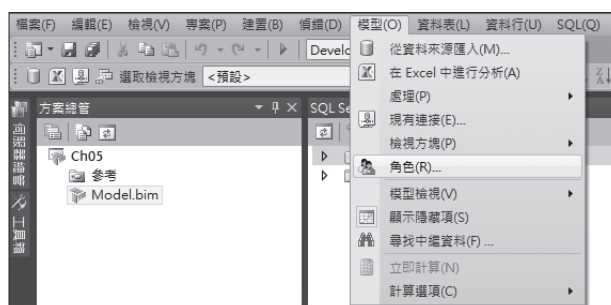 檔案(F) 編輯(E) 檢視(V) 專案(P) 建置(B) 偵錯(D) 模型(O) 資料表(L) 資料行(U) SQL(Q)
Develo
選取檢視方塊 <預設>
方案總管
SQL Se
Ch05
參考
Model.bim
工具箱
從資料來源匯入(M)...
在 Excel 中進行分析(A)
處理(P)
現有連接(E)...
檢視方塊(P)
角色(R)...
模型檢視(V)
顯示隱藏項(S)
尋找中繼資料(F) ...
立即計算(N)
計算選項(C)